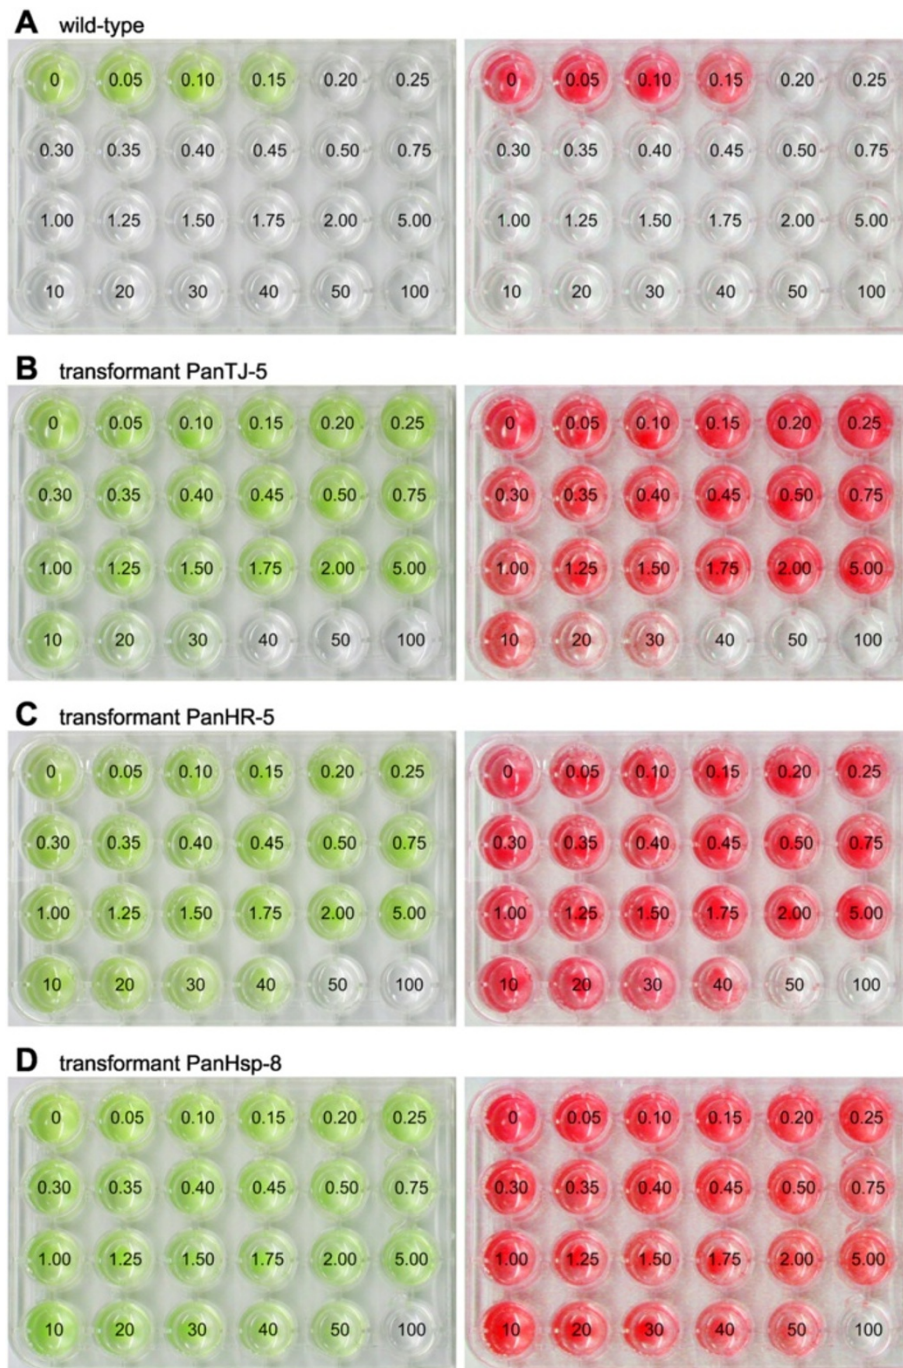 A wild-type
0 0.05 0.10 0.15 0.20 0.25 0 0.05 0.10 0.15 0.20 0.25
0.30 0.35 0.40 0.45 0.50 0.75 0.30 0.35 0.40 0.45 0.50 0.75
1.00 1.25 1.50 1.75 2.00 5.00 1.00 1.25 1.50 1.75 2.00 5.00
10 20 30 40 50 100 10 20 30 40 50 100
B transformant PanTJ-5
0 0.05 0.10 0.15 0.20 0.25 0 0.05 0.10 0.15 0.20 0.25
0.30 0.35 0.40 0.45 0.50 0.75 0.30 0.35 0.40 0.45 0.50 0.75
1.00 1.25 1.50 1.75 2.00 5.00 1.00 1.25 1.50 1.75 2.00 5.00
10 20 30 40 50 100 10 20 30 40 50 100
C transformant PanHR-5
0 0.05 0.10 0.15 0.20 0.25 0 0.05 0.10 0.15 0.20 0.25
0.30 0.35 0.40 0.45 0.50 0.75 0.30 0.35 0.40 0.45 0.50 0.75
1.00 1.25 1.50 1.75 2.00 5.00 1.00 1.25 1.50 1.75 2.00 5.00
10 20 30 40 50 100 10 20 30 40 50 100
D transformant PanHsp-8
0 0.05 0.10 0.15 0.20 0.25 0 0.05 0.10 0.15 0.20 0.25
0.30 0.35 0.40 0.45 0.50 0.75 0.30 0.35 0.40 0.45 0.50 0.75
1.00 1.25 1.50 1.75 2.00 5.00 1.00 1.25 1.50 1.75 2.00 5.00
10 20 30 40 50 100 10 20 30 40 50 100